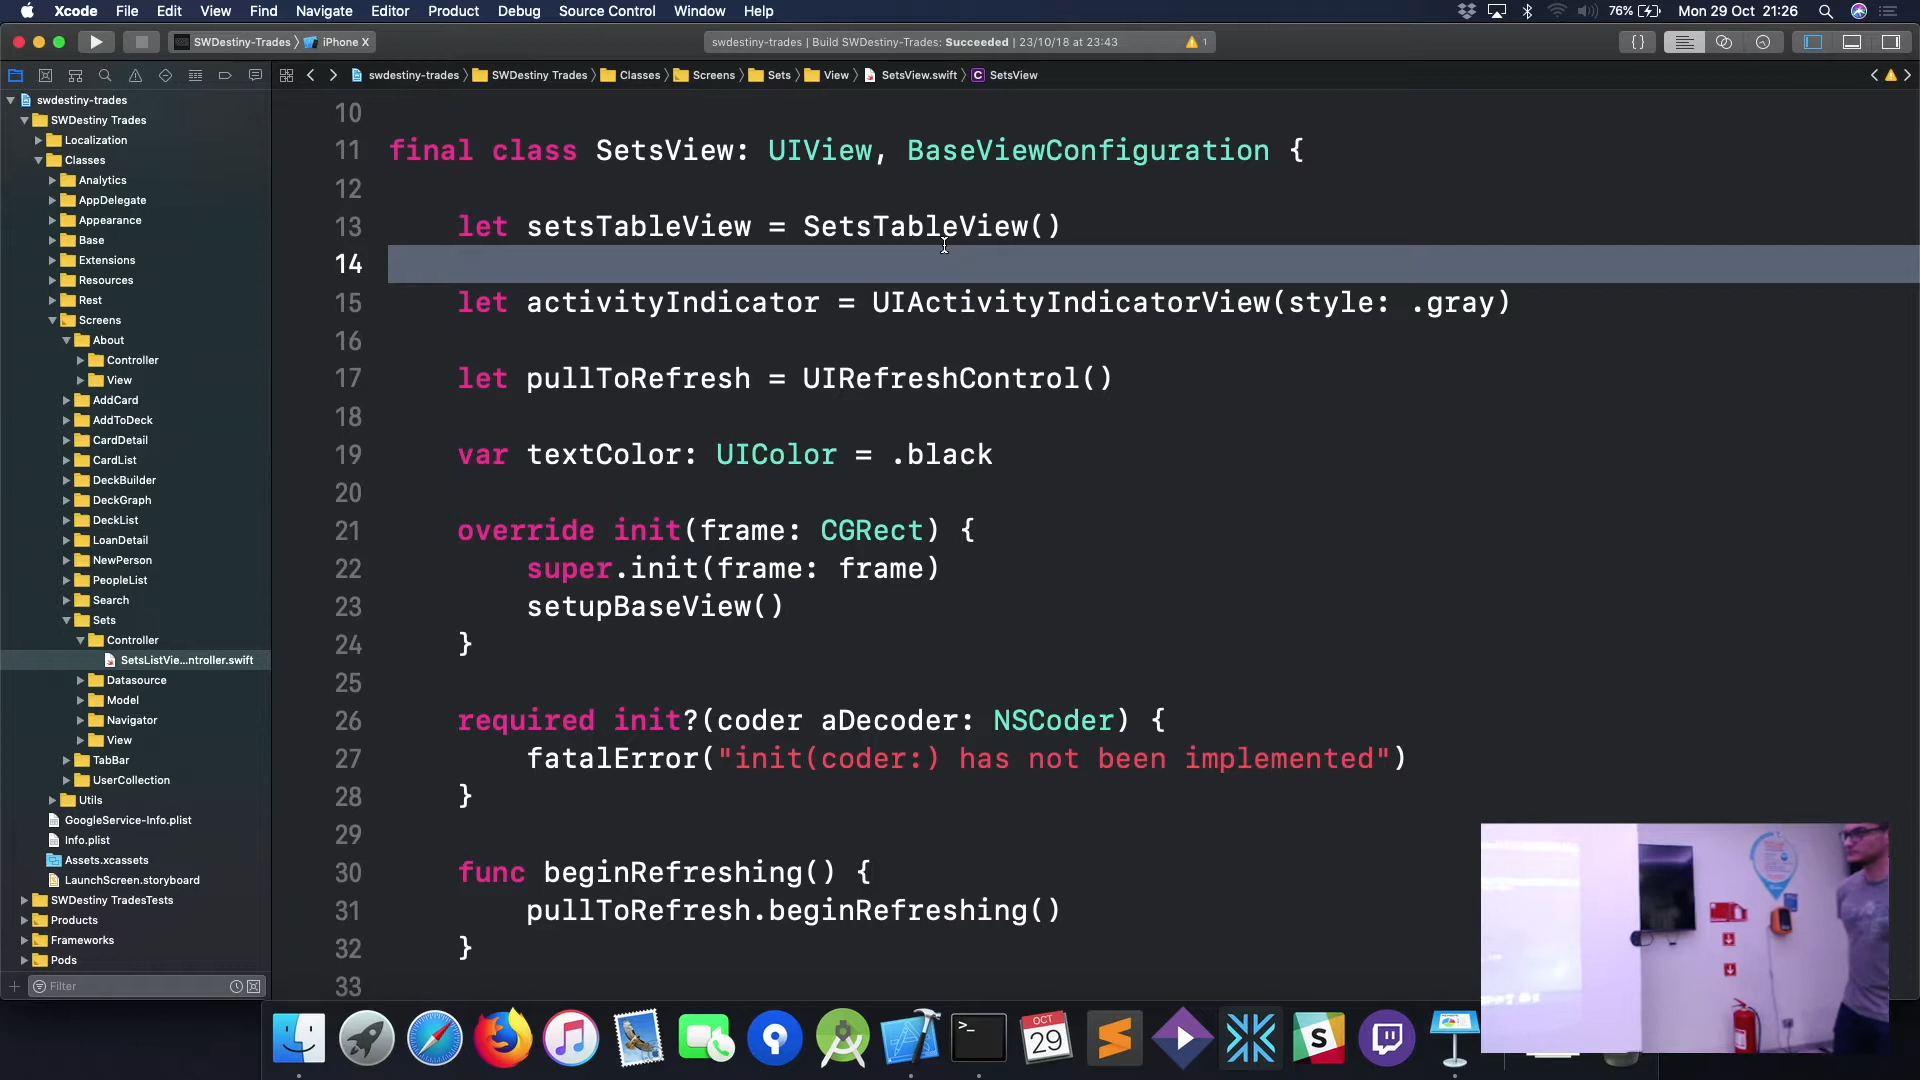 Xcode File Edit View Find Navigate Editor Product Debug Source Control Window Help 76% Mon 29 Oct 21:26
SWDestiny-Trades iPhone X
swdestiny-trades | Build SWDestiny-Trades: Succeeded | 23/10/18 at 23:43 1
swdestiny-trades SWDestiny Trades Classes Screens Sets View SetsView.swift C SetsView
swdestiny-trades
SWDestiny Trades
Localization
Classes
Analytics
AppDelegate
Appearance
Base
Extensions
Resources
Rest
Screens
About
Controller
View
AddCard
AddToDeck
CardDetail
CardList
DeckBuilder
DeckGraph
DeckList
LoanDetail
NewPerson
PeopleList
Search
Sets
Controller
SetsListVie...ntroller.swift
Datasource
Model
Navigator
View
TabBar
UserCollection
Utils
GoogleService-Info.plist
Info.plist
Assets.xcassets
LaunchScreen.storyboard
SWDestiny TradesTests
Products
Frameworks
Pods
Filter
10
11 final class SetsView: UIView, BaseViewConfiguration {
12
13 let setsTableView = SetsTableView()
14
15 let activityIndicator = UIActivityIndicatorView(style: .gray)
16
17 let pullToRefresh = UIRefreshControl()
18
19 var textColor: UIColor = .black
20
21 override init(frame: CGRect) {
22 super.init(frame: frame)
23 setupBaseView()
24 }
25
26 required init?(coder aDecoder: NSCoder) {
27 fatalError("init(coder:) has not been implemented")
28 }
29
30 func beginRefreshing() {
31 pullToRefresh.beginRefreshing()
32 }
33
>_
OCT
29
S